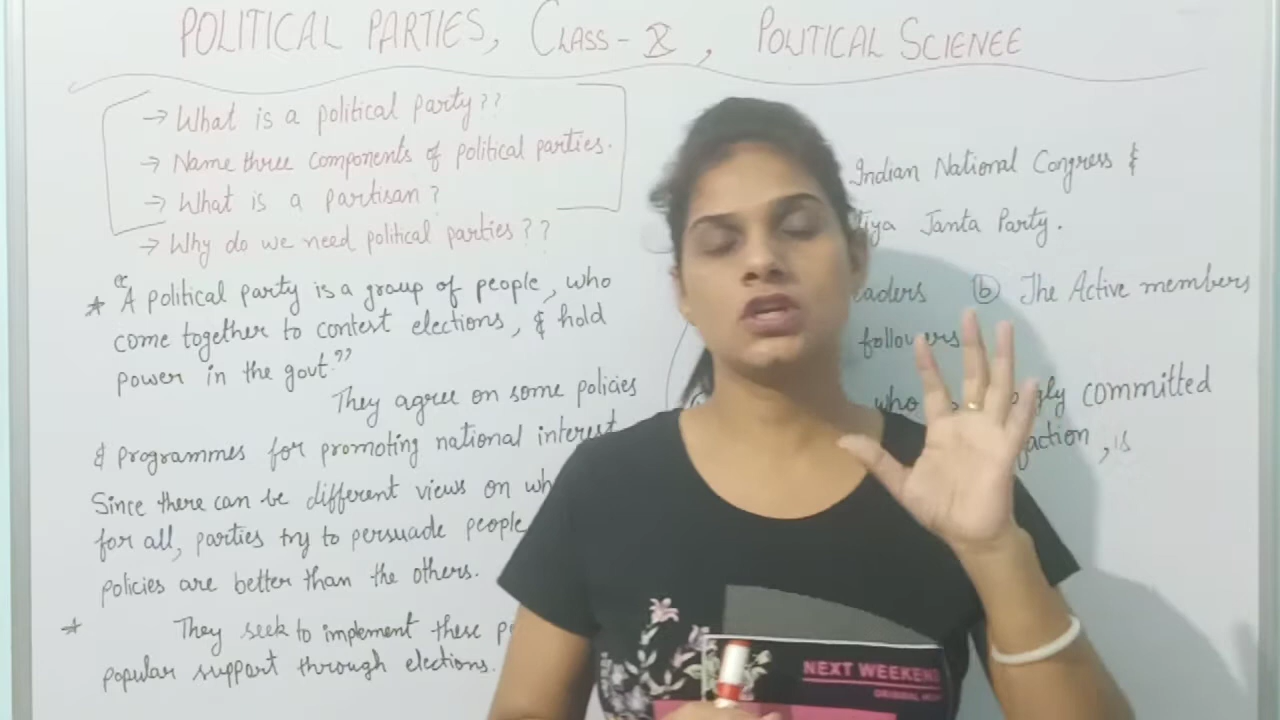 POLITICAL PARTIES, CLASS-X, POLITICAL SCIENCE
→ What is a political party??
→ Name three components of political parties.
→ What is a partisan?
→ Why do we need political parties??
* "A political party is a group of people, who
come together to contest elections, & hold
power in the govt."
They agree on some policies
& programmes for promoting national interest
Since there can be different views on
for all, parties try to persuade people
policies are better than the others.
* They seek to implement these
popular support through elections.
Indian National Congress &
Janta Party.
(b) The Active members
followers
who committed
, is
NEXT WEEKEND